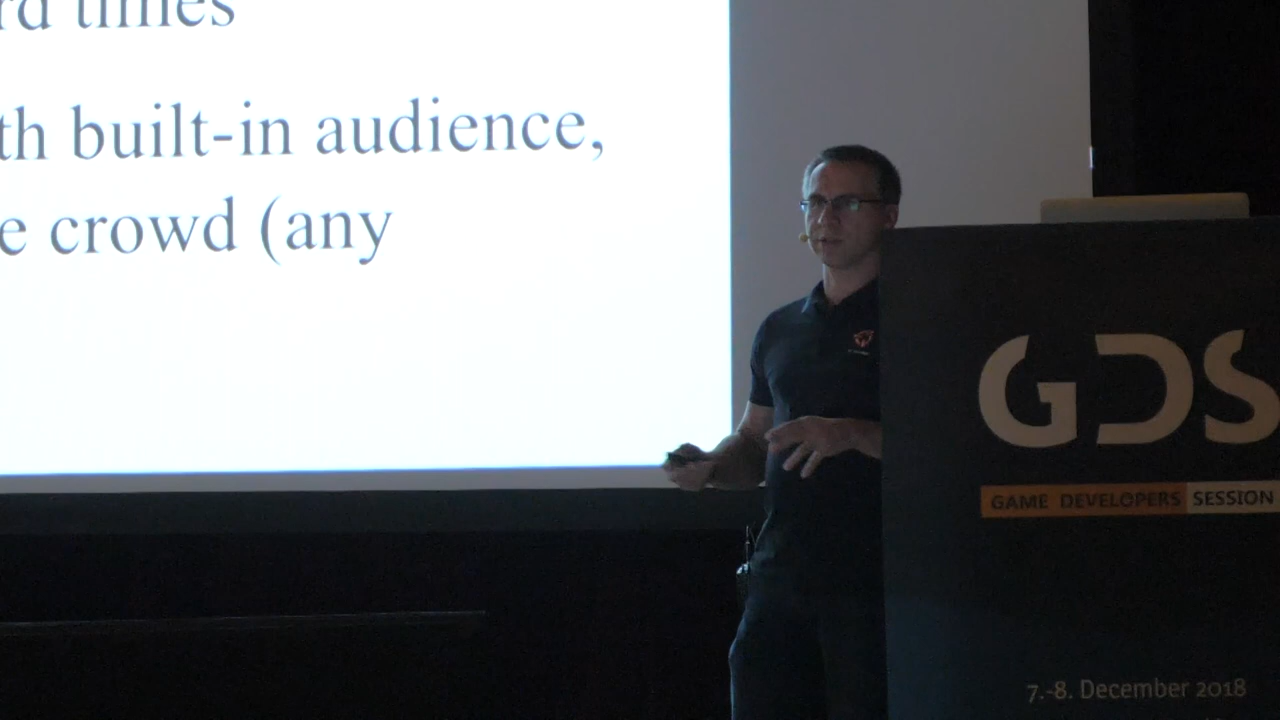 rd times
th built-in audience,
e crowd (any
GDS
GAME DEVELOPERS SESSION
7.-8. December 2018